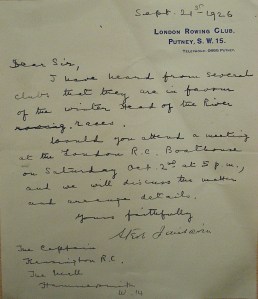 Sept. 21st 1926
LONDON ROWING CLUB,
PUTNEY, S.W. 15.
TELEPHONE: PUTNEY
Dear Sir,
I have heard from several
clubs that they are in favour
of the winter Head of the River
rowing races.
Would you attend a meeting
at the London R.C. Boathouse
on Saturday Oct. 2nd at 5 p.m.,
and we will discuss the matter
and arrange details.
Yours faithfully
The Captain
Kensington R.C.
The Mall
Hammersmith